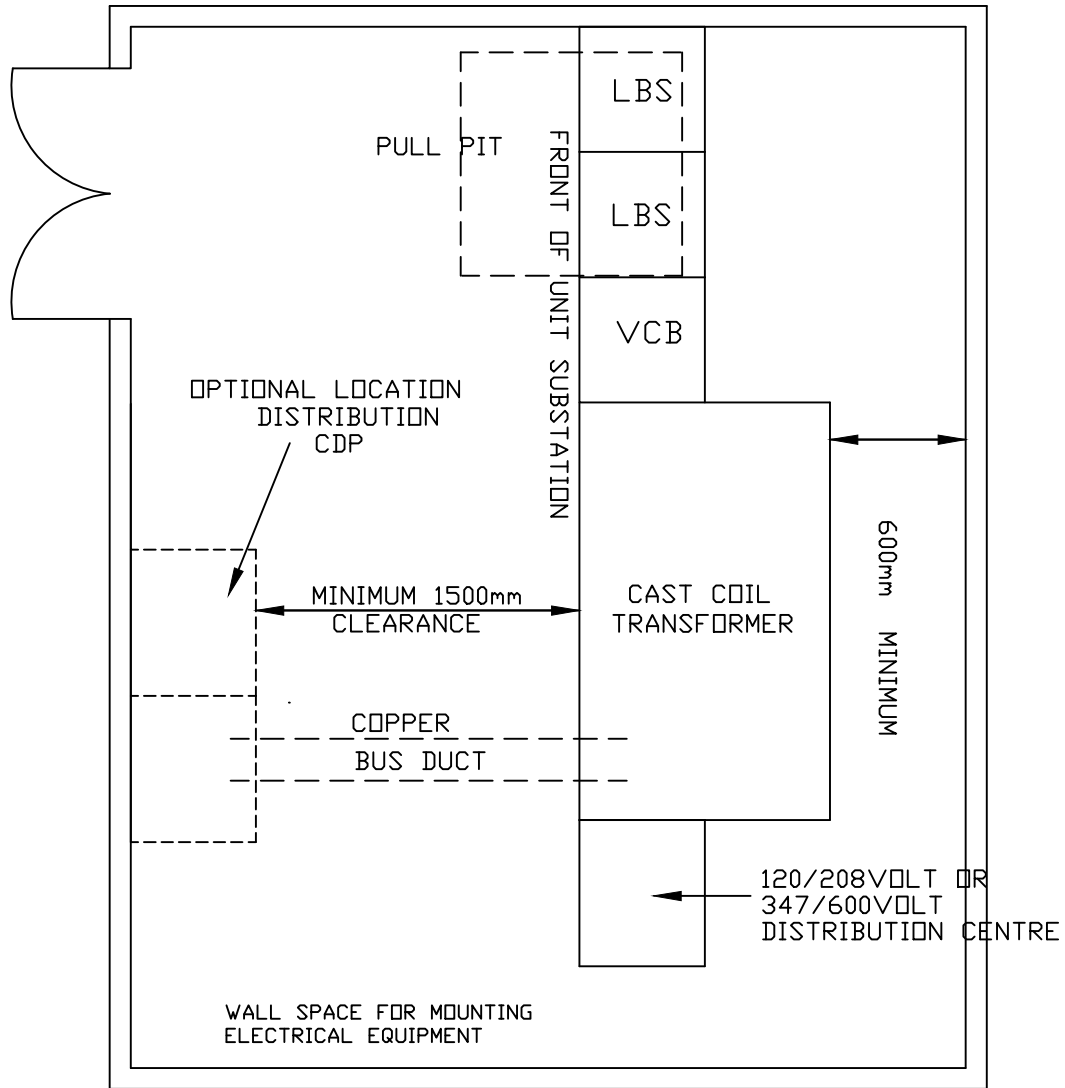 LBS
PULL PIT
LBS
FRONT OF UNIT SUBSTATION
VCB
OPTIONAL LOCATION
DISTRIBUTION
CDP
600mm MINIMUM
MINIMUM 1500mm
CLEARANCE
CAST COIL
TRANSFORMER
COPPER
BUS DUCT
120/208VOLT OR
347/600VOLT
DISTRIBUTION CENTRE
WALL SPACE FOR MOUNTING
ELECTRICAL EQUIPMENT